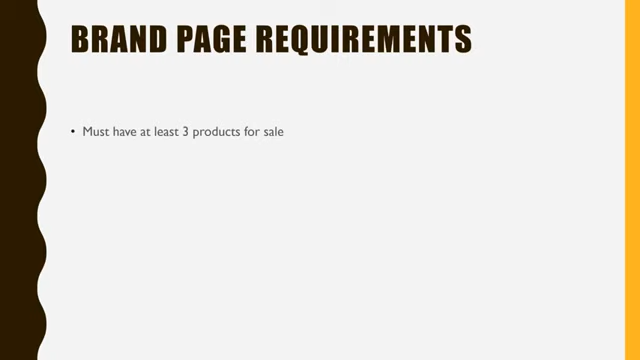 BRAND PAGE REQUIREMENTS
• Must have at least 3 products for sale